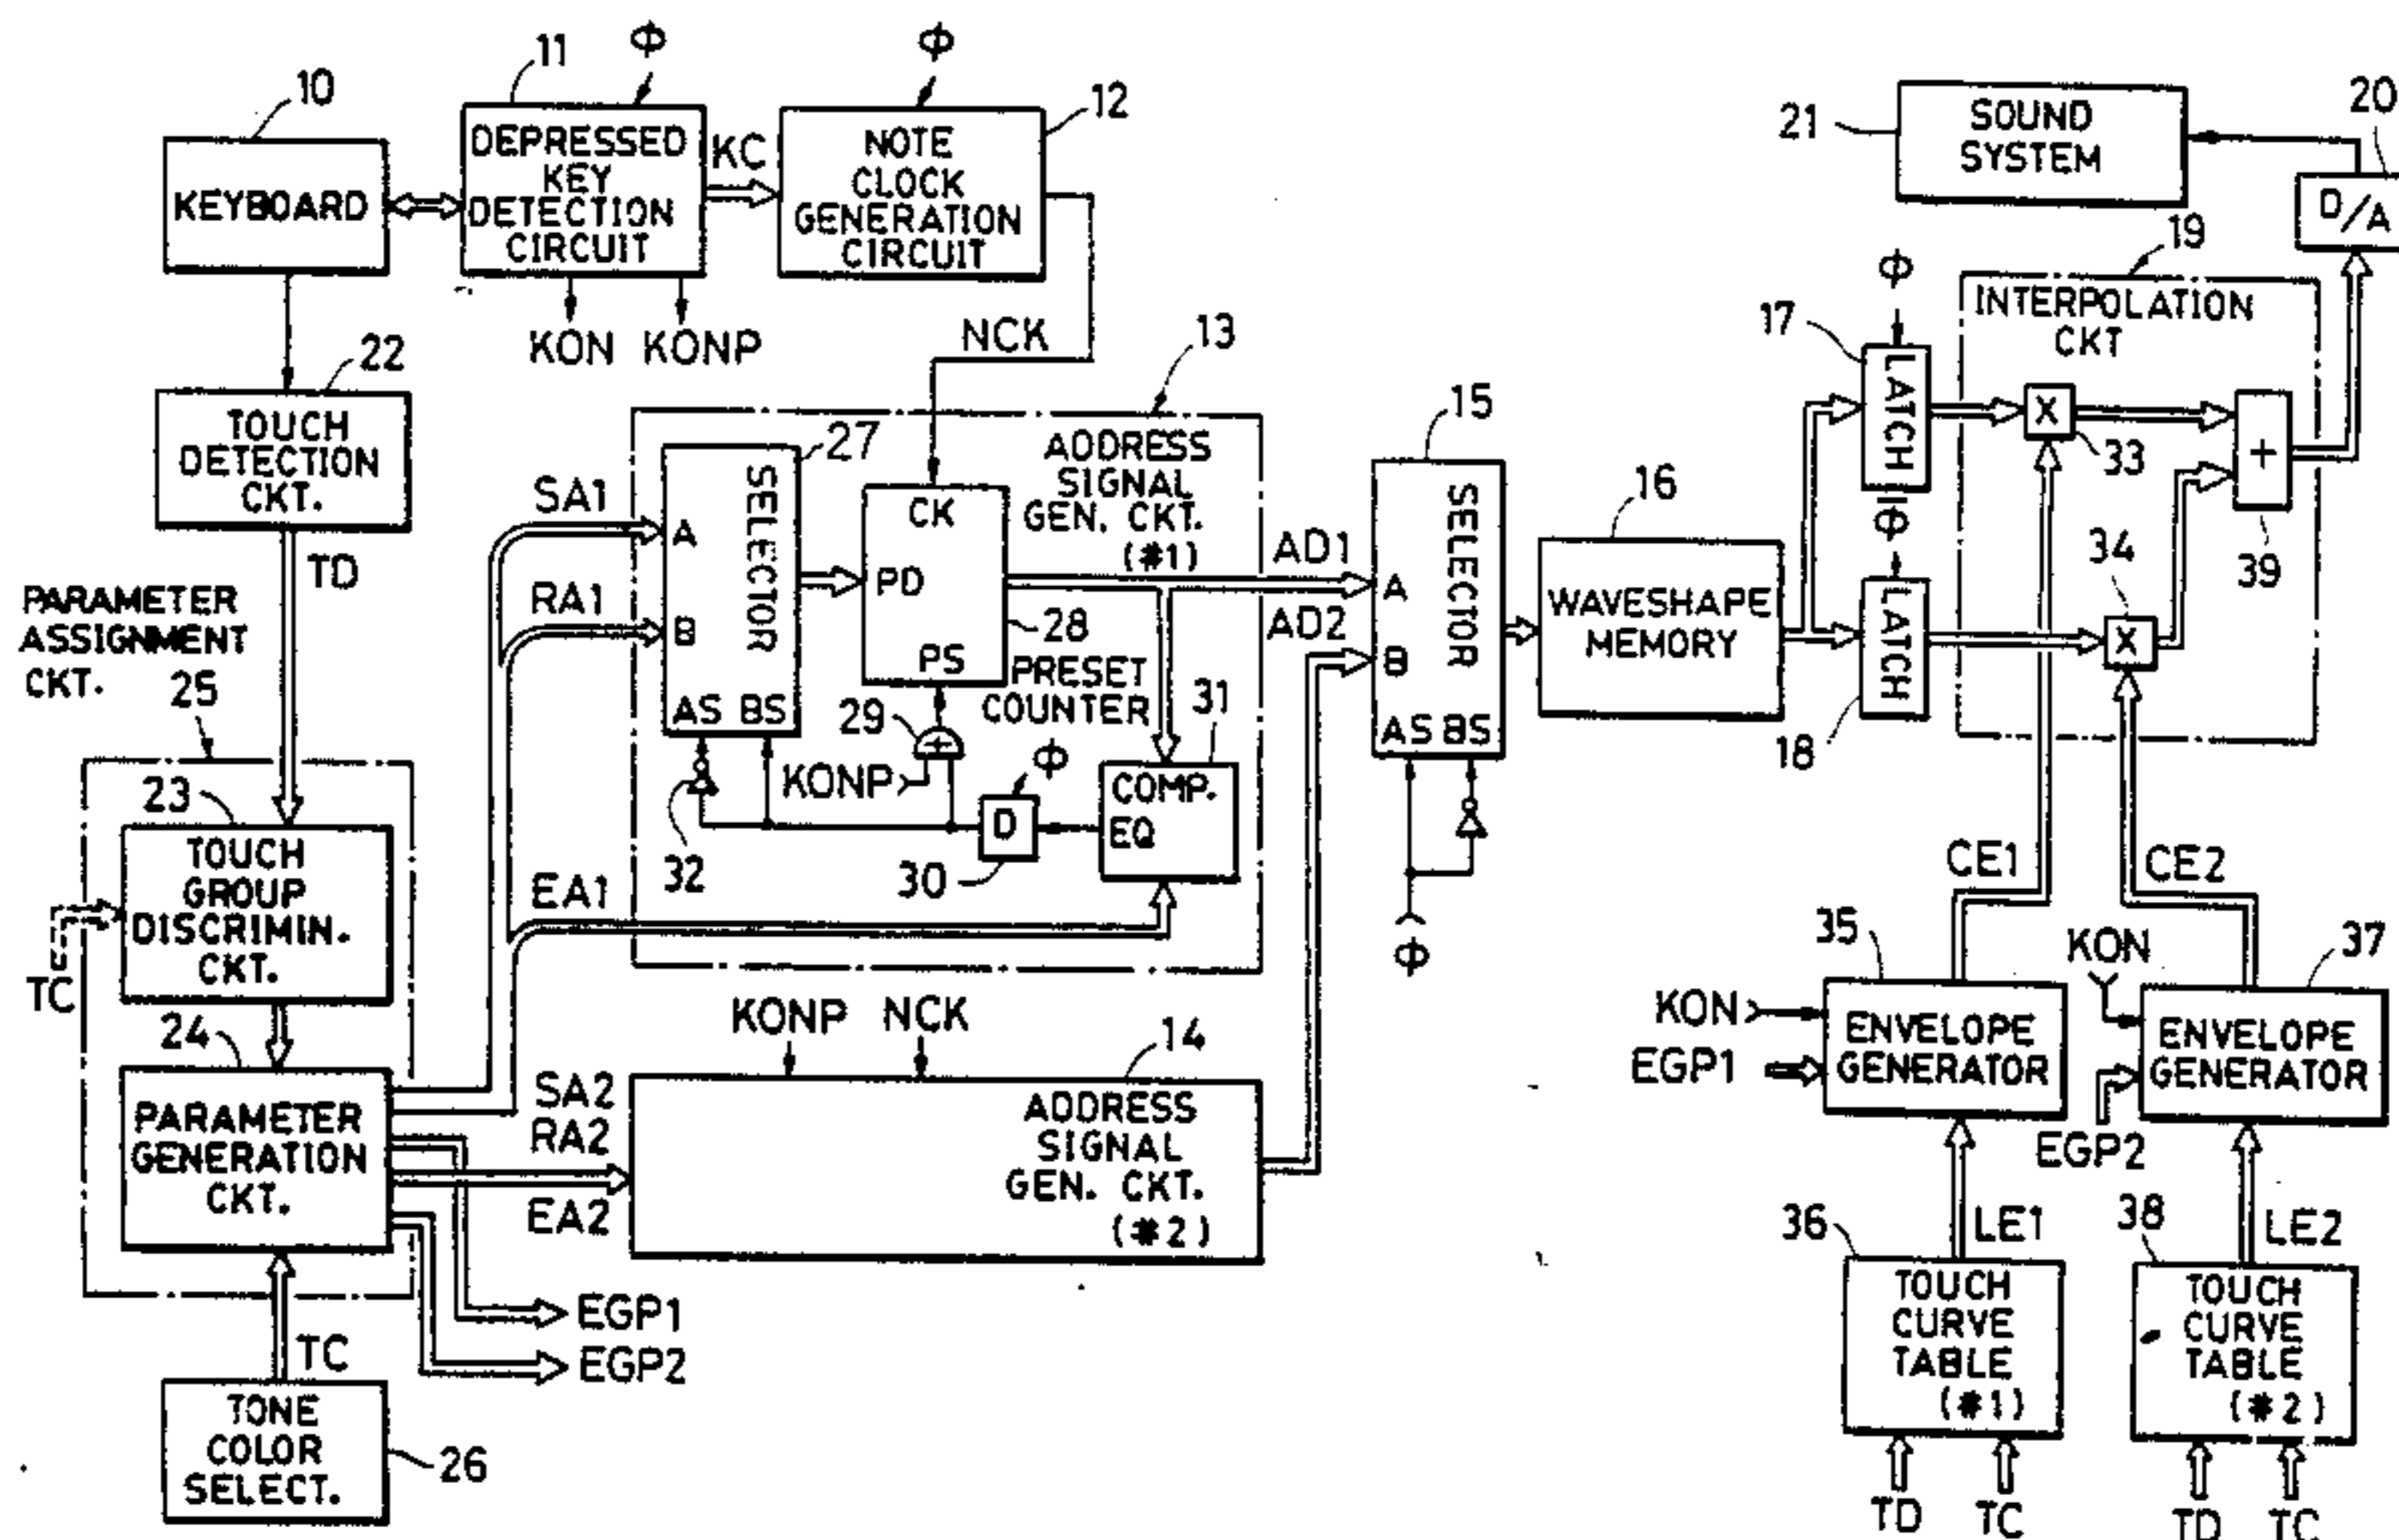 10
11
Φ
Φ
12
KEYBOARD
DEPRESSED
KEY
DETECTION
CIRCUIT
KC
NOTE
CLOCK
GENERATION
CIRCUIT
KON KONP
NCK
21
SOUND
SYSTEM
20
D/A
22
TOUCH
DETECTION
CKT.
TD
PARAMETER
ASSIGNMENT
CKT.
25
23
TOUCH
GROUP
DISCRIMIN.
CKT.
TC
24
PARAMETER
GENERATION
CKT.
TC
TONE
COLOR
SELECT.
26
SA1
RA1
EA1
13
ADDRESS
SIGNAL
GEN. CKT.
(#1)
27
SELECTOR
A
B
AS BS
CK
PD
PS
28
PRESET
COUNTER
29
KONP
Φ
D
30
31
COMP.
EQ
32
KONP NCK
14
SA2
RA2
EA2
ADDRESS
SIGNAL
GEN. CKT.
(#2)
EGP1
EGP2
AD1
AD2
15
SELECTOR
A
B
AS BS
Φ
16
WAVESHAPE
MEMORY
17
Φ
LATCH
Φ
LATCH
18
19
INTERPOLATION
CKT
X
33
34
X
+
39
CE1
CE2
35
KON
EGP1
ENVELOPE
GENERATOR
KON
37
EGP2
ENVELOPE
GENERATOR
LE1
LE2
36
TOUCH
CURVE
TABLE
(#1)
TD TC
38
TOUCH
CURVE
TABLE
(#2)
TD TC